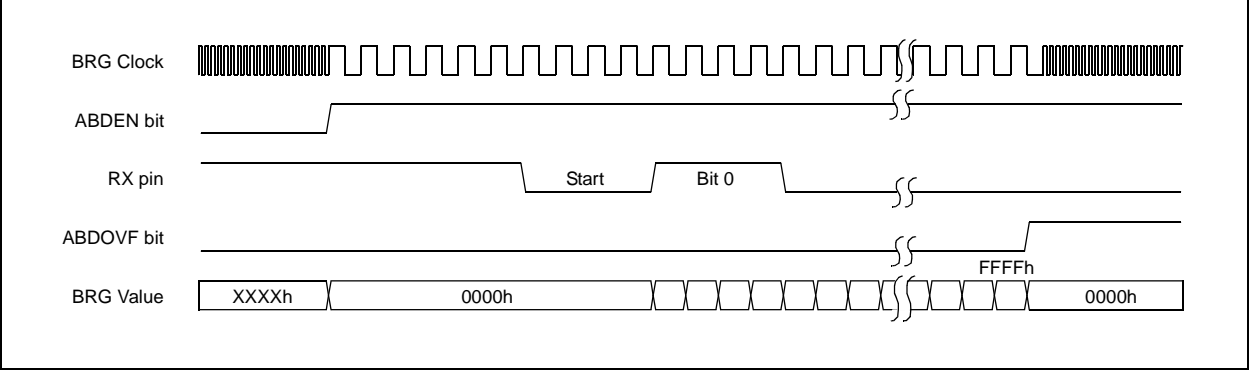 BRG Clock
ABDEN bit
RX pin
Start
Bit 0
ABDOVF bit
FFFFh
BRG Value
XXXXh
0000h
0000h